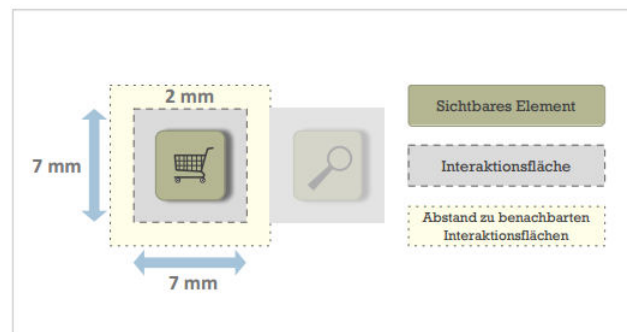 2 mm
7 mm
7 mm
Sichtbares Element
Interaktionsfläche
Abstand zu benachbarten
Interaktionsflächen